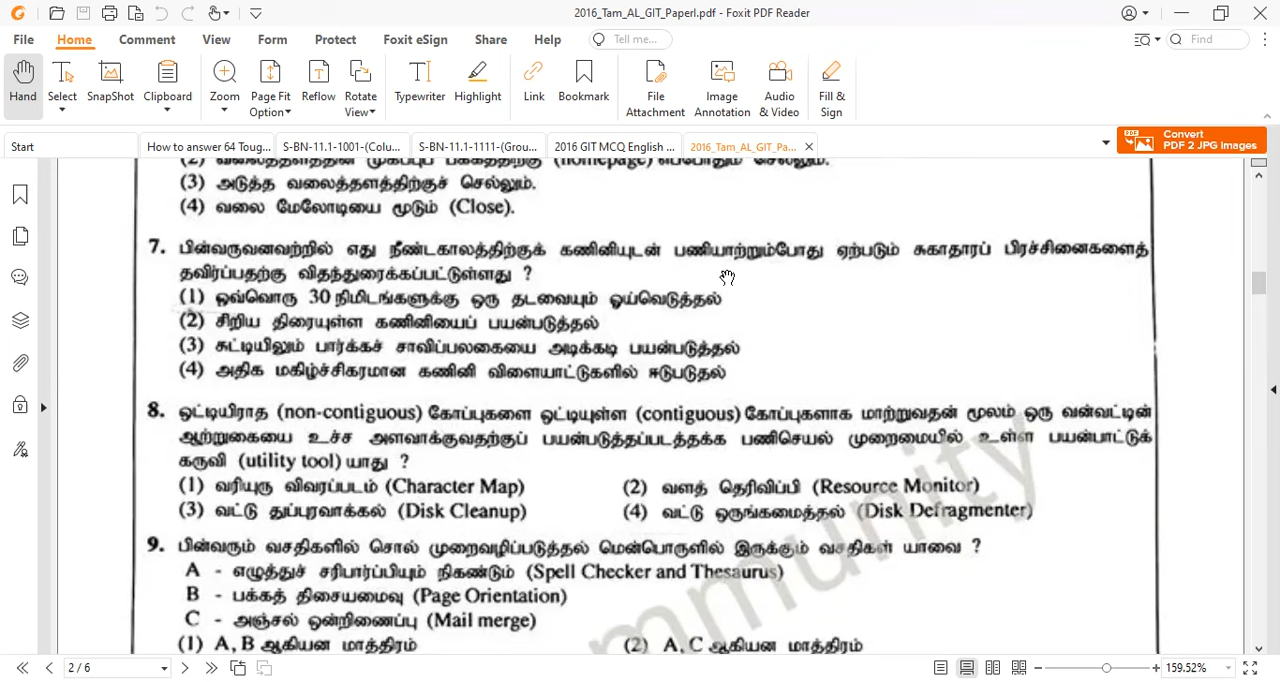 2016_Tam_AL_GIT_PaperI.pdf - Foxit PDF Reader
File Home Comment View Form Protect Foxit eSign Share Help Tell me... Find
Hand Select SnapShot Clipboard Zoom Page Fit Option Reflow Rotate View Typewriter Highlight Link Bookmark File Attachment Image Annotation Audio & Video Fill & Sign
Start How to answer 64 Toug... S-BN-11.1-1001-(Colu... S-BN-11.1-1111-(Grou... 2016 GIT MCQ English ... 2016_Tam_AL_GIT_Pa... Convert PDF 2 JPG Images
(2) வலைத்தளத்தின் முகப்புப் பக்கத்திற்கு (homepage) எப்போதும் செல்லும்.
(3) அடுத்த வலைத்தளத்திற்குச் செல்லும்.
(4) வலை மேலோடியை மூடும் (Close).
7. பின்வருவனவற்றில் எது நீண்டகாலத்திற்குக் கணினியுடன் பணியாற்றும்போது ஏற்படும் சுகாதாரப் பிரச்சினைகளைத்
தவிர்ப்பதற்கு விதந்துரைக்கப்பட்டுள்ளது ?
(1) ஒவ்வொரு 30 நிமிடங்களுக்கு ஒரு தடவையும் ஓய்வெடுத்தல்
(2) சிறிய திரையுள்ள கணினியைப் பயன்படுத்தல்
(3) சுட்டியிலும் பார்க்கச் சாவிப்பலகையை அடிக்கடி பயன்படுத்தல்
(4) அதிக மகிழ்ச்சிகரமான கணினி விளையாட்டுகளில் ஈடுபடுதல்
8. ஒட்டியிராத (non-contiguous) கோப்புகளை ஒட்டியுள்ள (contiguous) கோப்புகளாக மாற்றுவதன் மூலம் ஒரு வன்வட்டின்
ஆற்றுகையை உச்ச அளவாக்குவதற்குப் பயன்படுத்தப்படத்தக்க பணிசெயல் முறைமையில் உள்ள பயன்பாட்டுக்
கருவி (utility tool) யாது ?
(1) வரியுரு விவரப்படம் (Character Map) (2) வளத் தெரிவிப்பி (Resource Monitor)
(3) வட்டு துப்புரவாக்கல் (Disk Cleanup) (4) வட்டு ஒருங்கமைத்தல் (Disk Defragmenter)
9. பின்வரும் வசதிகளில் சொல் முறைவழிப்படுத்தல் மென்பொருளில் இருக்கும் வசதிகள் யாவை ?
A - எழுத்துச் சரிபார்ப்பியும் நிகண்டும் (Spell Checker and Thesaurus)
B - பக்கத் திசையமைவு (Page Orientation)
C - அஞ்சல் ஒன்றிணைப்பு (Mail merge)
(1) A, B ஆகியன மாத்திரம் (2) A, C ஆகியன மாத்திரம்
mmunity
2 / 6 159.52%